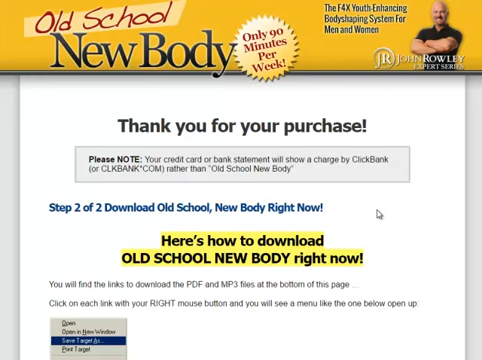 Old School
New Body
Only 90
Minutes
Per
Week!
The F4X Youth Enhancing
Bodyshaping System For
Men and Women
JR JOHN ROWLEY
EXPERT SERIES
Thank you for your purchase!
Please NOTE: Your credit card or bank statement will show a charge by ClickBank
(or CLKBANK*COM) rather than "Old School New Body"
Step 2 of 2 Download Old School, New Body Right Now!
Here's how to download
OLD SCHOOL NEW BODY right now!
You will find the links to download the PDF and MP3 files at the bottom of this page ...
Click on each link with your RIGHT mouse button and you will see a menu like the one below open up:
Open
Open in New Window
Save Target As...
Print Target